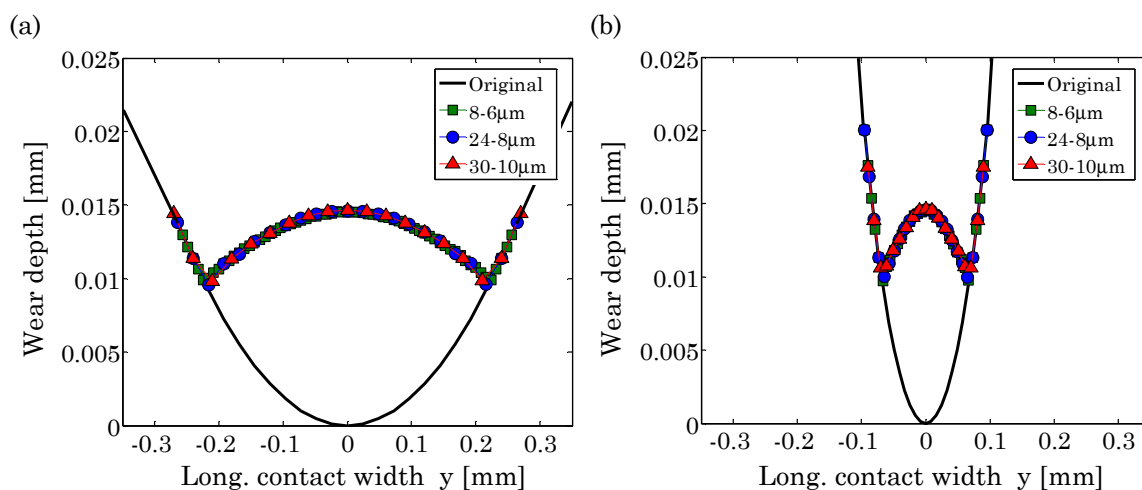 (a)
0.025
0.02
0.015
0.01
0.005
0
Wear depth [mm]
Original
8-6µm
24-8µm
30-10µm
-0.3 -0.2 -0.1 0 0.1 0.2 0.3
Long. contact width y [mm]
(b)
0.025
0.02
0.015
0.01
0.005
0
Wear depth [mm]
Original
8-6µm
24-8µm
30-10µm
-0.3 -0.2 -0.1 0 0.1 0.2 0.3
Long. contact width y [mm]